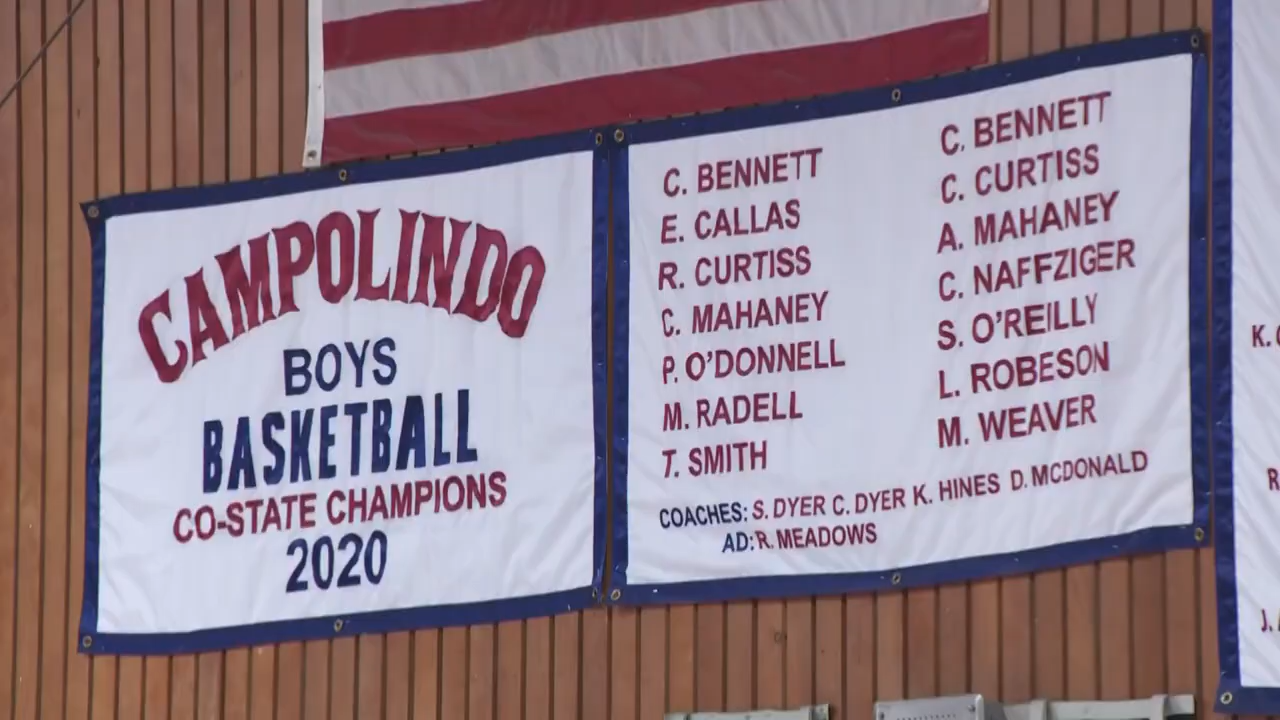 CAMPOLINDO
BOYS
BASKETBALL
CO-STATE CHAMPIONS
2020
C. BENNETT
E. CALLAS
R. CURTISS
C. MAHANEY
P. O'DONNELL
M. RADELL
T. SMITH
C. BENNETT
C. CURTISS
A. MAHANEY
C. NAFFZIGER
S. O'REILLY
L. ROBESON
M. WEAVER
COACHES: S. DYER C. DYER K. HINES D. MCDONALD
AD: R. MEADOWS
K.
R
J.